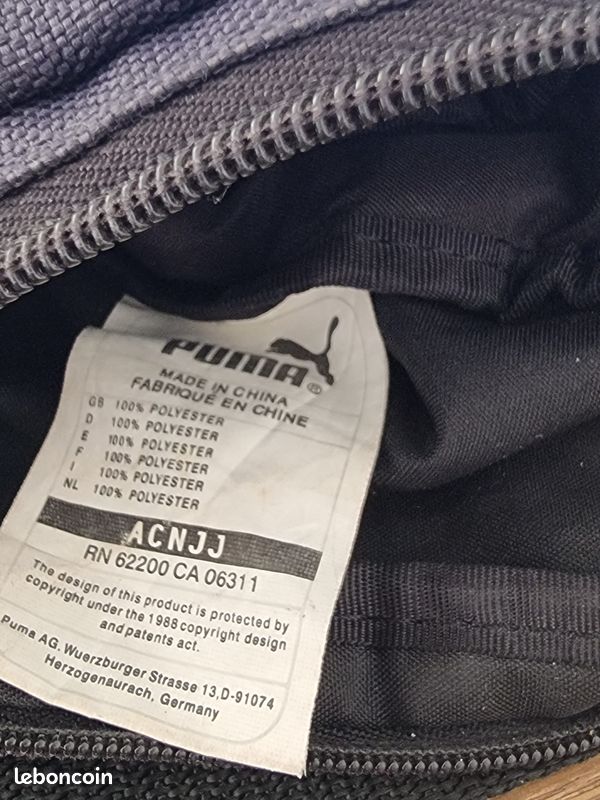 PUMA®
MADE IN CHINA
FABRIQUÉ EN CHINE
GB 100% POLYESTER
D 100% POLYESTER
E 100% POLYESTER
F 100% POLYESTER
I 100% POLYESTER
NL 100% POLYESTER
ACNJJ
RN 62200 CA 06311
The design of this product is protected by
copyright under the 1988 copyright design
and patents act.
Puma AG. Wuerzburger Strasse 13,D-91074
Herzogenaurach, Germany
leboncoin